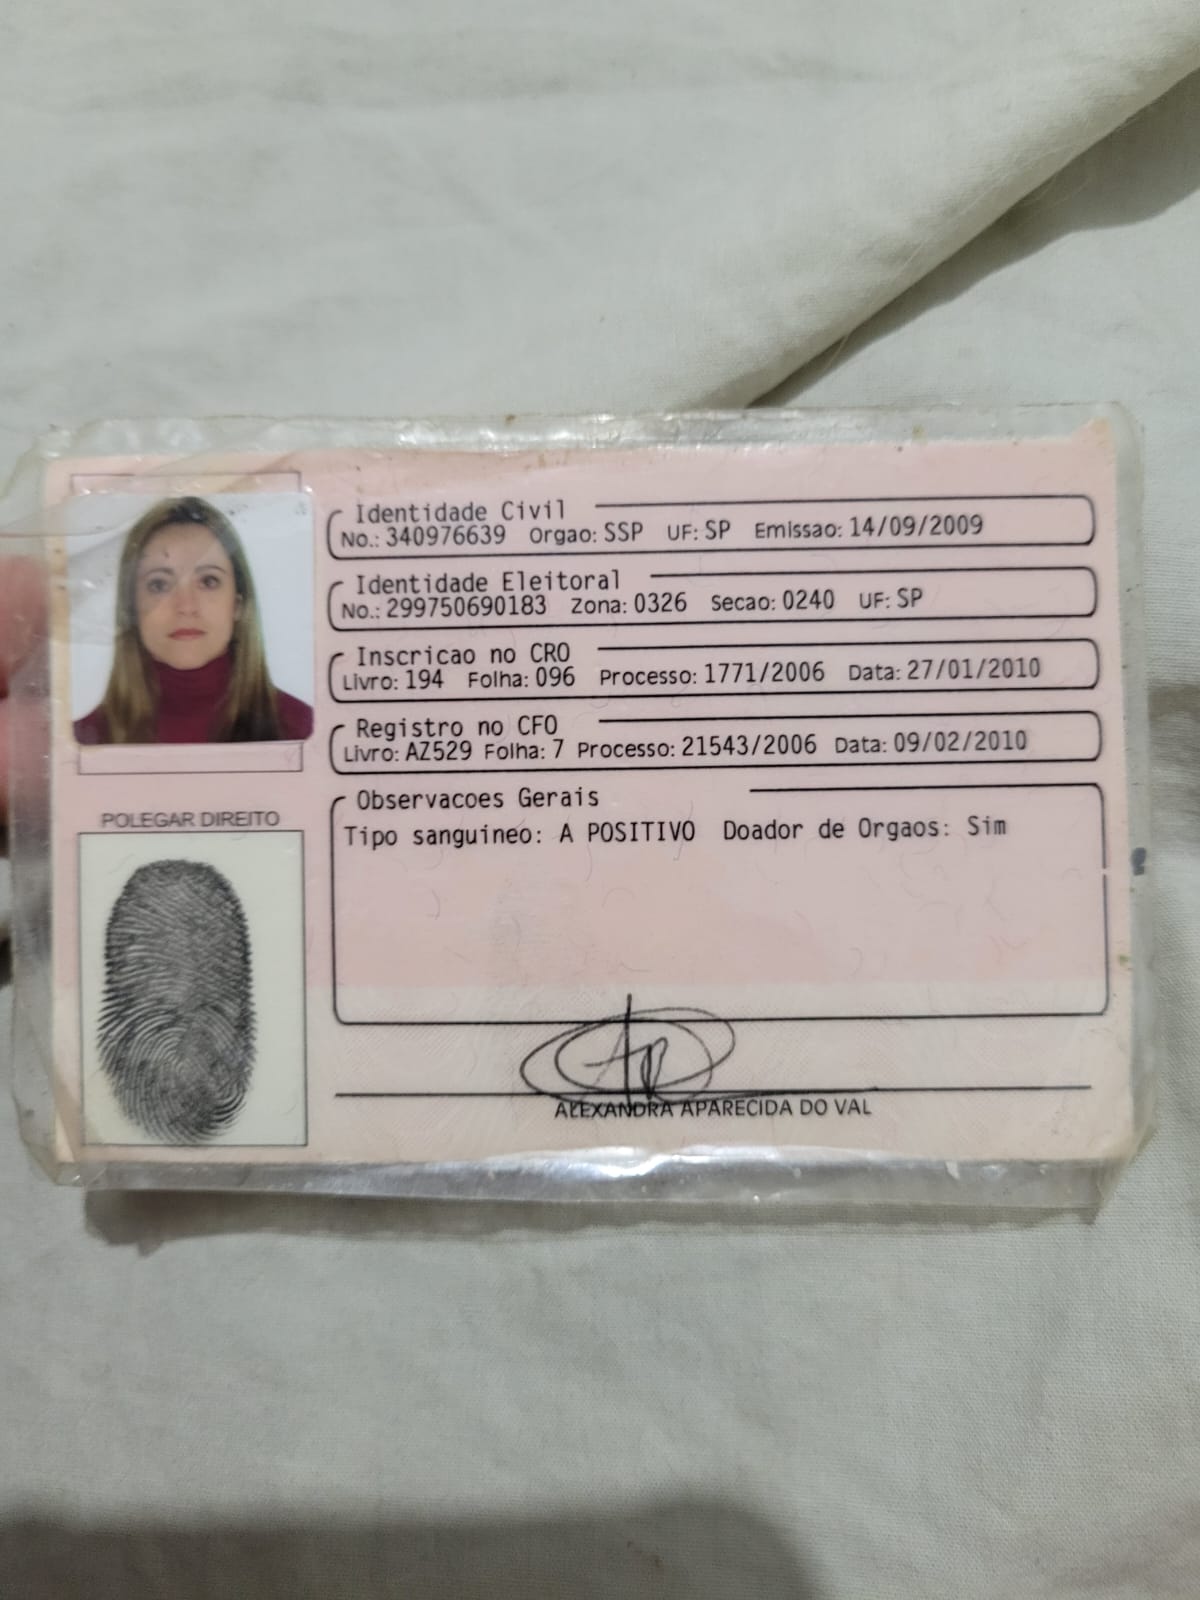 Identidade Civil
No.: 340976639 Orgao: SSP UF: SP Emissao: 14/09/2009
Identidade Eleitoral
No.: 299750690183 Zona: 0326 Secao: 0240 UF: SP
Inscricao no CRO
Livro: 194 Folha: 096 Processo: 1771/2006 Data: 27/01/2010
Registro no CFO
Livro: AZ529 Folha: 7 Processo: 21543/2006 Data: 09/02/2010
Observacoes Gerais
Tipo sanguineo: A POSITIVO Doador de Orgaos: Sim
POLEGAR DIREITO
ALEXANDRA APARECIDA DO VAL